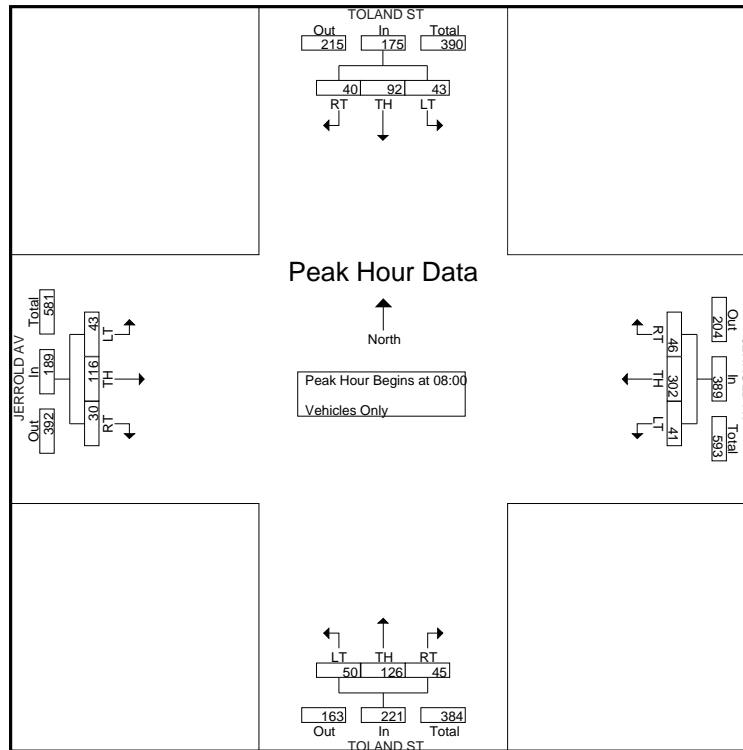 TOLAND ST
Out In Total
215 175 390
40 92 43
RT TH LT
Peak Hour Data
North
Peak Hour Begins at 08:00
Vehicles Only
JERROLD AV
Total In Out
581 189 392
43 116 30
LT TH RT
RT TH LT
46 302 41
Out In Total
204 389 593
LT TH RT
50 126 45
163 221 384
Out In Total
TOLAND ST